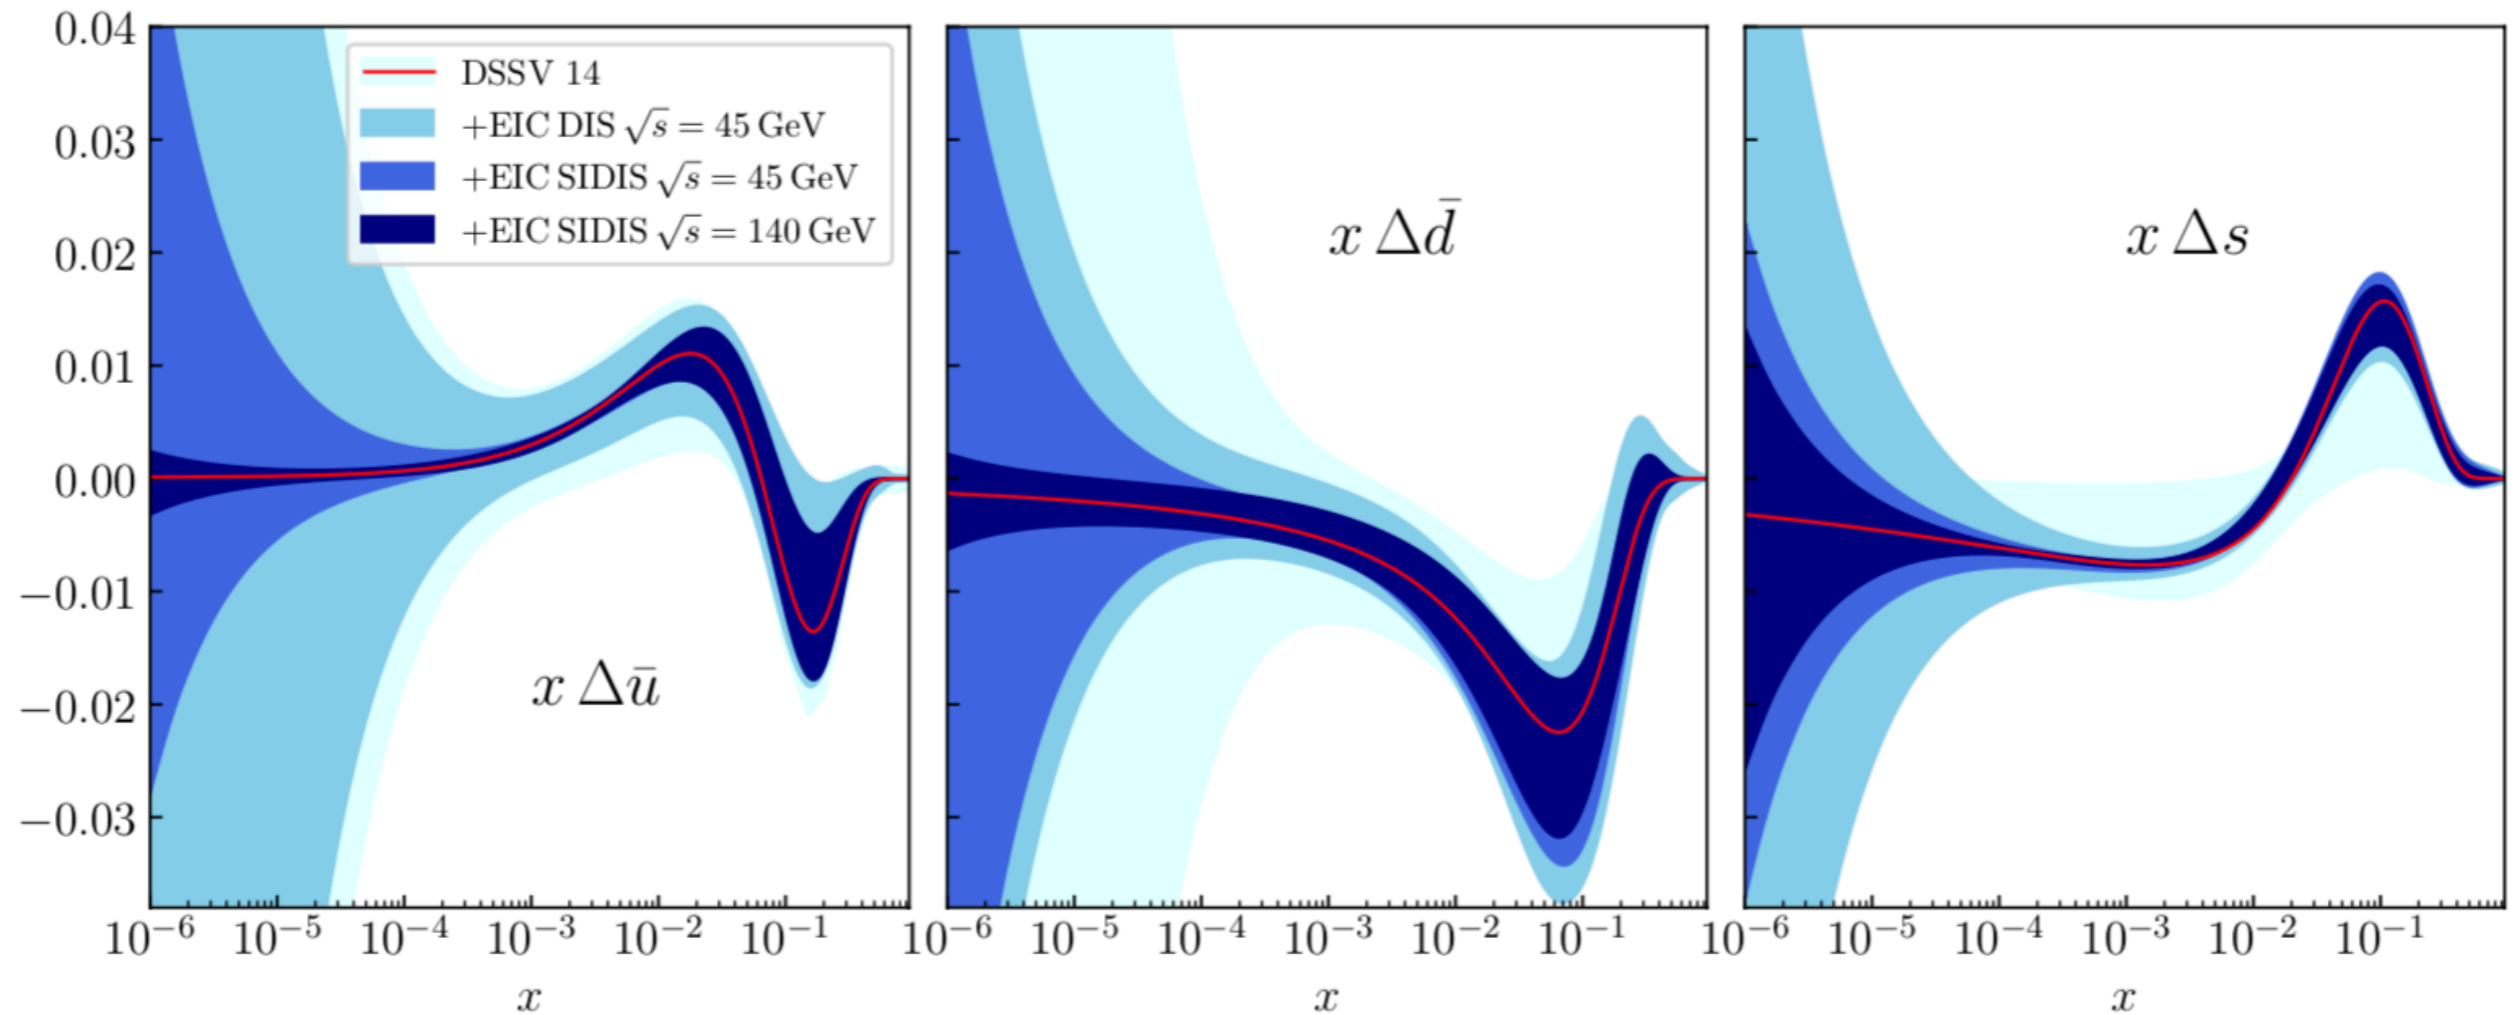 0.04
0.03
0.02
0.01
0.00
−0.01
−0.02
−0.03
DSSV 14
+EIC DIS √s = 45 GeV
+EIC SIDIS √s = 45 GeV
+EIC SIDIS √s = 140 GeV
x Δū
x Δd̄
x Δs
10⁻⁶ 10⁻⁵ 10⁻⁴ 10⁻³ 10⁻² 10⁻¹
10⁻⁶ 10⁻⁵ 10⁻⁴ 10⁻³ 10⁻² 10⁻¹
10⁻⁶ 10⁻⁵ 10⁻⁴ 10⁻³ 10⁻² 10⁻¹
x
x
x